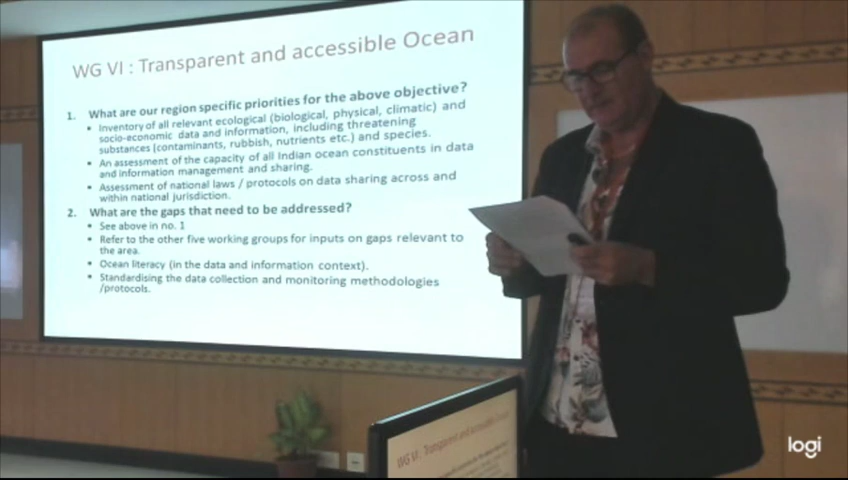 WG VI : Transparent and accessible Ocean
1. What are our region specific priorities for the above objective?
▪ Inventory of all relevant ecological (biological, physical, climatic) and
socio-economic data and information, including threatening
substances (contaminants, rubbish, nutrients etc.) and species.
▪ An assessment of the capacity of all Indian ocean constituents in data
and information management and sharing.
▪ Assessment of national laws / protocols on data sharing across and
within national jurisdiction.
2. What are the gaps that need to be addressed?
▪ See above in no. 1
▪ Refer to the other five working groups for inputs on gaps relevant to
the area.
▪ Ocean literacy (in the data and information context).
▪ Standardising the data collection and monitoring methodologies
/protocols.
WG VI : Transparent and accessible Ocean
logi